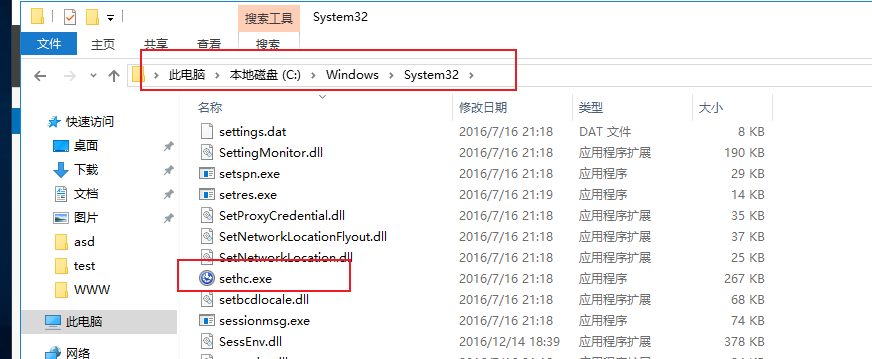 搜索工具 System32
文件 主页 共享 查看 搜索
此电脑 本地磁盘 (C:) Windows System32
名称 修改日期 类型 大小
快速访问
桌面
下载
文档
图片
asd
test
WWW
此电脑
网络
settings.dat 2016/7/16 21:18 DAT 文件 8 KB
SettingMonitor.dll 2016/7/16 21:18 应用程序扩展 190 KB
setspn.exe 2016/7/16 21:18 应用程序 29 KB
setres.exe 2016/7/16 21:19 应用程序 14 KB
SetProxyCredential.dll 2016/7/16 21:18 应用程序扩展 35 KB
SetNetworkLocationFlyout.dll 2016/7/16 21:18 应用程序扩展 37 KB
SetNetworkLocation.dll 2016/7/16 21:18 应用程序扩展 25 KB
sethc.exe 2016/7/16 21:18 应用程序 267 KB
setbcdlocale.dll 2016/7/16 21:18 应用程序扩展 68 KB
sessionmsg.exe 2016/7/16 21:18 应用程序 74 KB
SessEnv.dll 2016/12/14 18:39 应用程序扩展 378 KB